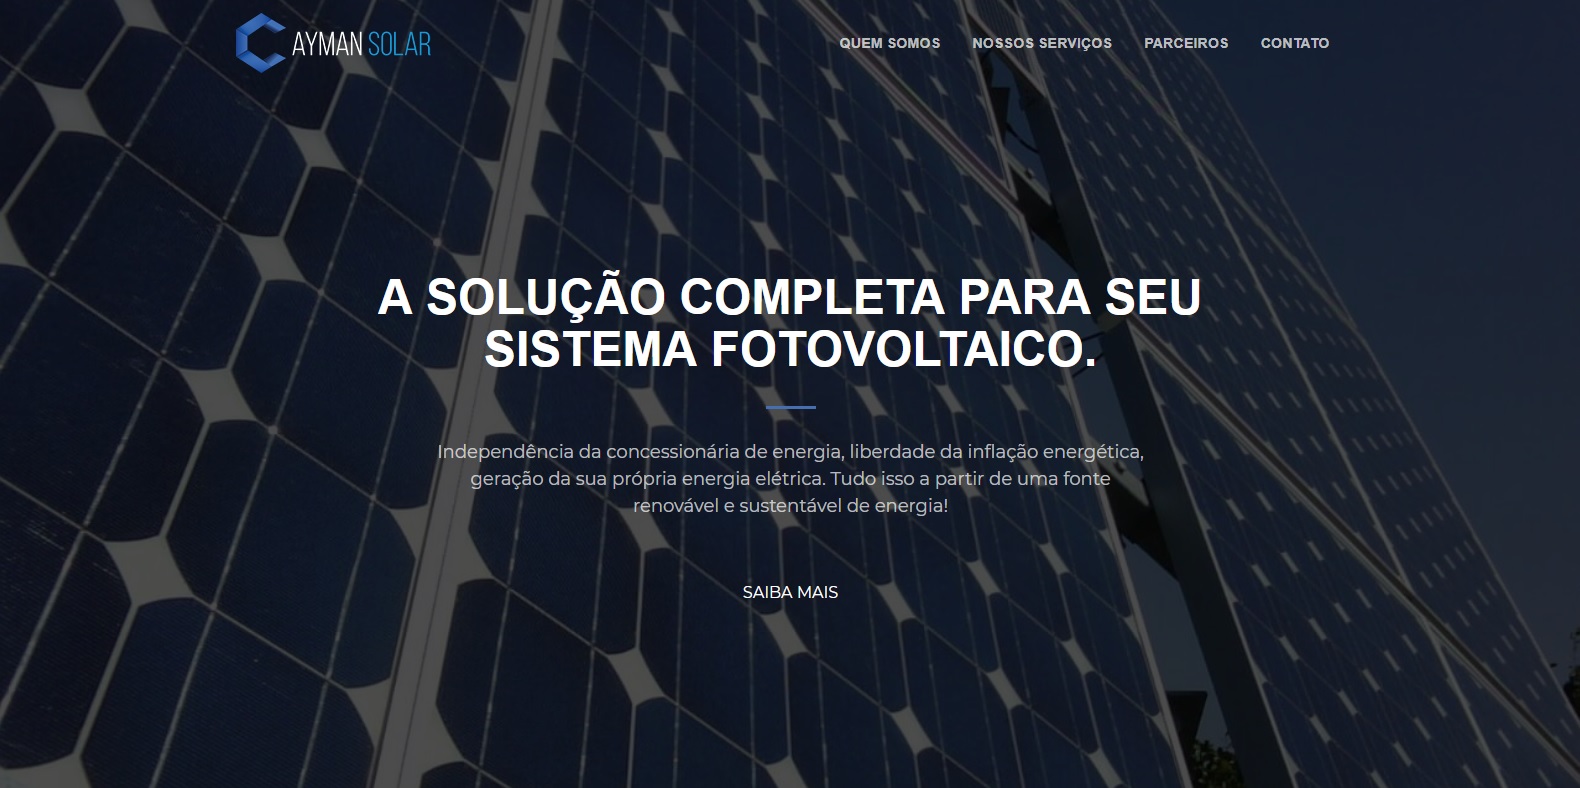 AYMAN SOLAR
QUEM SOMOS
NOSSOS SERVIÇOS
PARCEIROS
CONTATO
A SOLUÇÃO COMPLETA PARA SEU
SISTEMA FOTOVOLTAICO.
Independência da concessionária de energia, liberdade da inflação energética,
geração da sua própria energia elétrica. Tudo isso a partir de uma fonte
renovável e sustentável de energia!
SAIBA MAIS